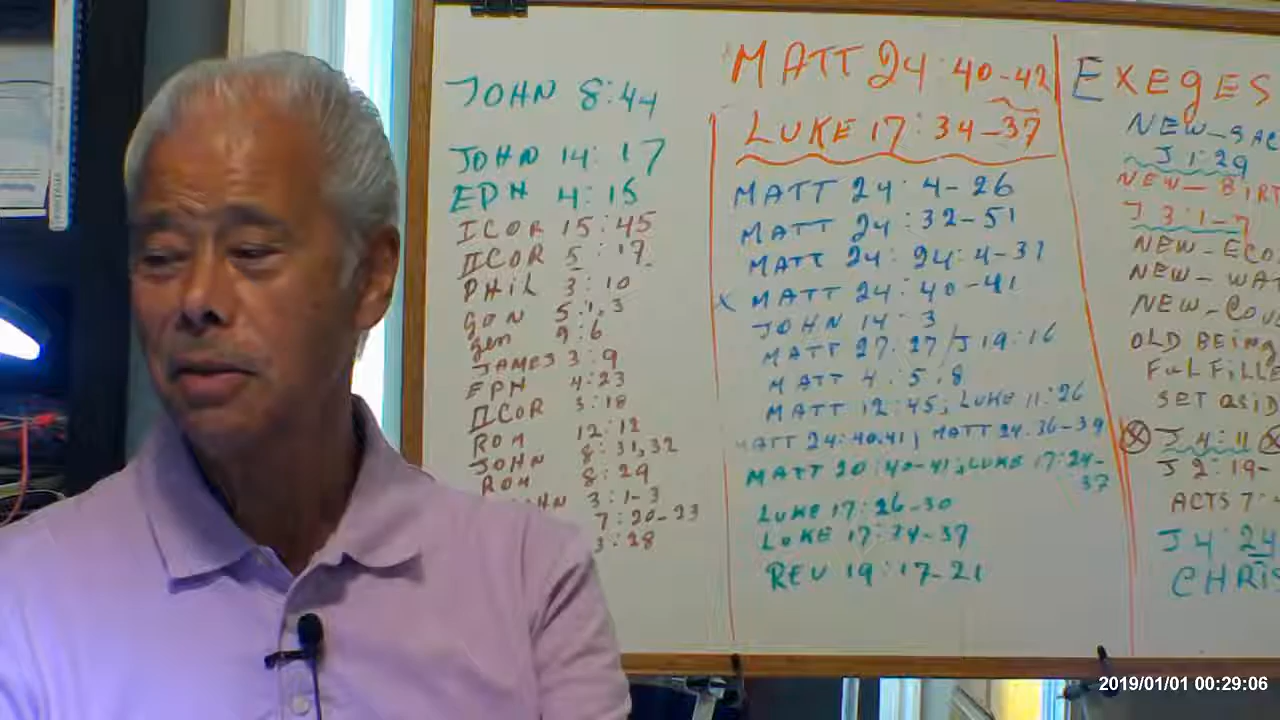 JOHN 8:44
JOHN 14:17
EPH 4:15
I COR 15:45
II COR 5:17
PHIL 3:10
GEN 5:1,3
gen 9:6
JAMES 3:9
EPH 4:23
II COR 3:18
ROM 12:12
JOHN 8:31,32
ROM 8:29
HN 3:1-3
7:20-23
3:28
MATT 24:40-42
LUKE 17:34-37
MATT 24:4-26
MATT 24:32-51
MATT 24:24:4-31
X MATT 24:40-41
JOHN 14:3
MATT 27:27/J19:16
MATT 4:5,8
MATT 12:45; LUKE 11:26
MATT 24:40.41; MATT 24.36-39
MATT 20:40-41; LUKE 17:24-
37
LUKE 17:26-30
LUKE 17:34-37
REV 19:17-21
EXEGES
NEW-SAC
J 1:29
NEW-BIRT
J 3:1-7
NEW-ECO
NEW-WAT
NEW-COV
OLD BEING
FULFILLE
SET ASID
J 4:11
J 2:19-
ACTS 7:
J 4:24
CHRIS
2019/01/01 00:29:06